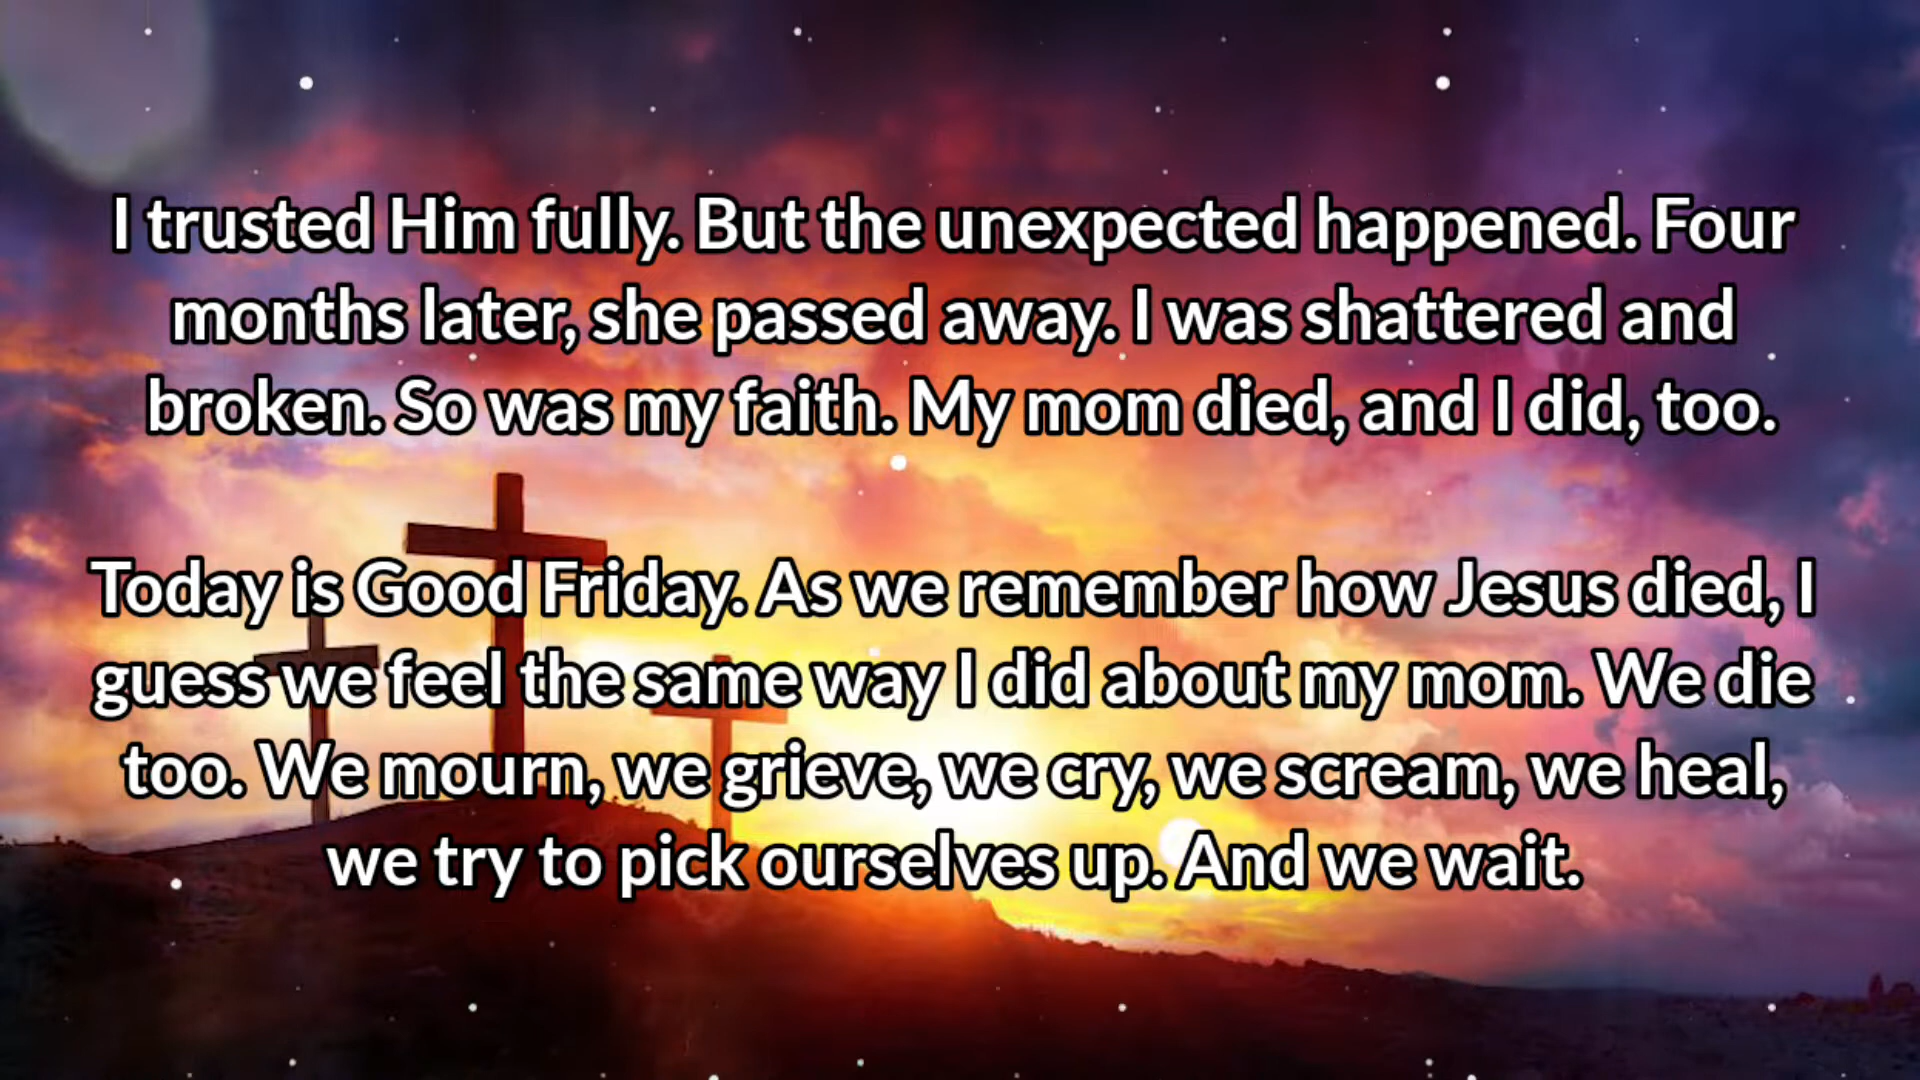 I trusted Him fully. But the unexpected happened. Four
months later, she passed away. I was shattered and
broken. So was my faith. My mom died, and I did, too.
Today is Good Friday. As we remember how Jesus died, I
guess we feel the same way I did about my mom. We die
too. We mourn, we grieve, we cry, we scream, we heal,
we try to pick ourselves up. And we wait.